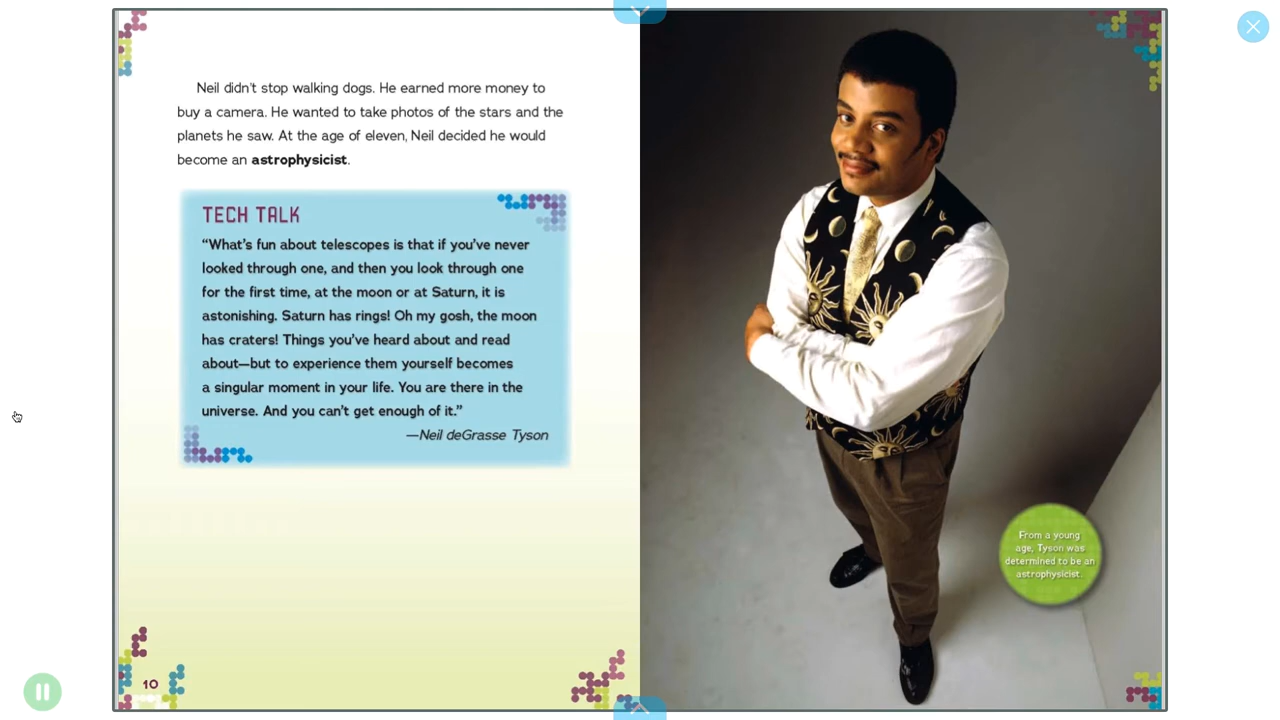 Neil didn't stop walking dogs. He earned more money to
buy a camera. He wanted to take photos of the stars and the
planets he saw. At the age of eleven, Neil decided he would
become an astrophysicist.
TECH TALK
“What's fun about telescopes is that if you've never
looked through one, and then you look through one
for the first time, at the moon or at Saturn, it is
astonishing. Saturn has rings! Oh my gosh, the moon
has craters! Things you've heard about and read
about—but to experience them yourself becomes
a singular moment in your life. You are there in the
universe. And you can't get enough of it.”
—Neil deGrasse Tyson
10
From a young
age, Tyson was
determined to be an
astrophysicist.